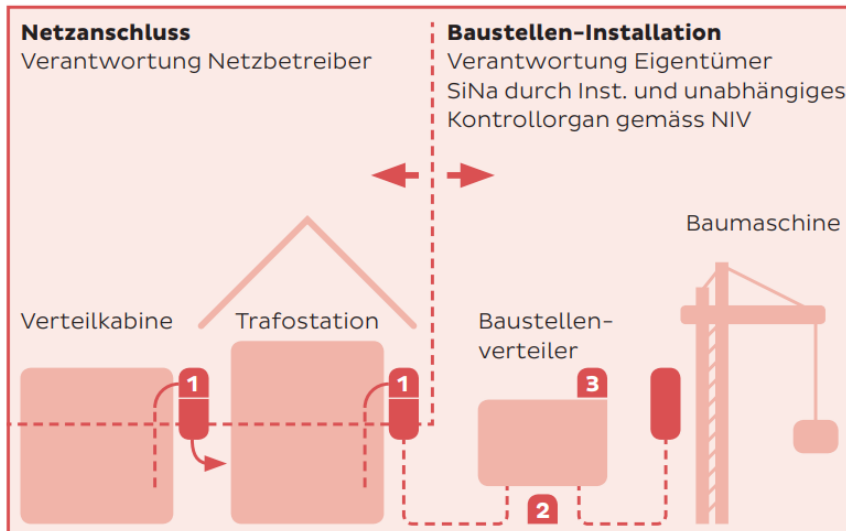 Netzanschluss
Verantwortung Netzbetreiber
Baustellen-Installation
Verantwortung Eigentümer
SiNa durch Inst. und unabhängiges
Kontrollorgan gemäss NIV
Baumaschine
Verteilkabine
Trafostation
Baustellen-
verteiler
1
1
3
2